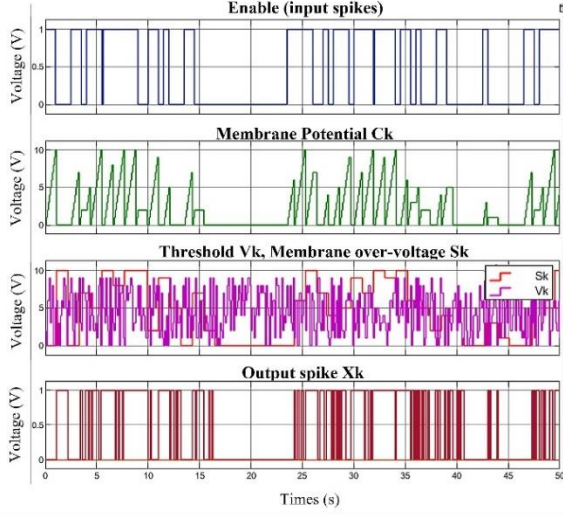 Enable (input spikes)
Voltage (V)
1
0.5
0
Membrane Potential Ck
Voltage (V)
10
5
0
Threshold Vk, Membrane over-voltage Sk
Voltage (V)
10
5
0
Sk
Vk
Output spike Xk
Voltage (V)
1
0.5
0
0 5 10 15 20 25 30 35 40 45 50
Times (s)